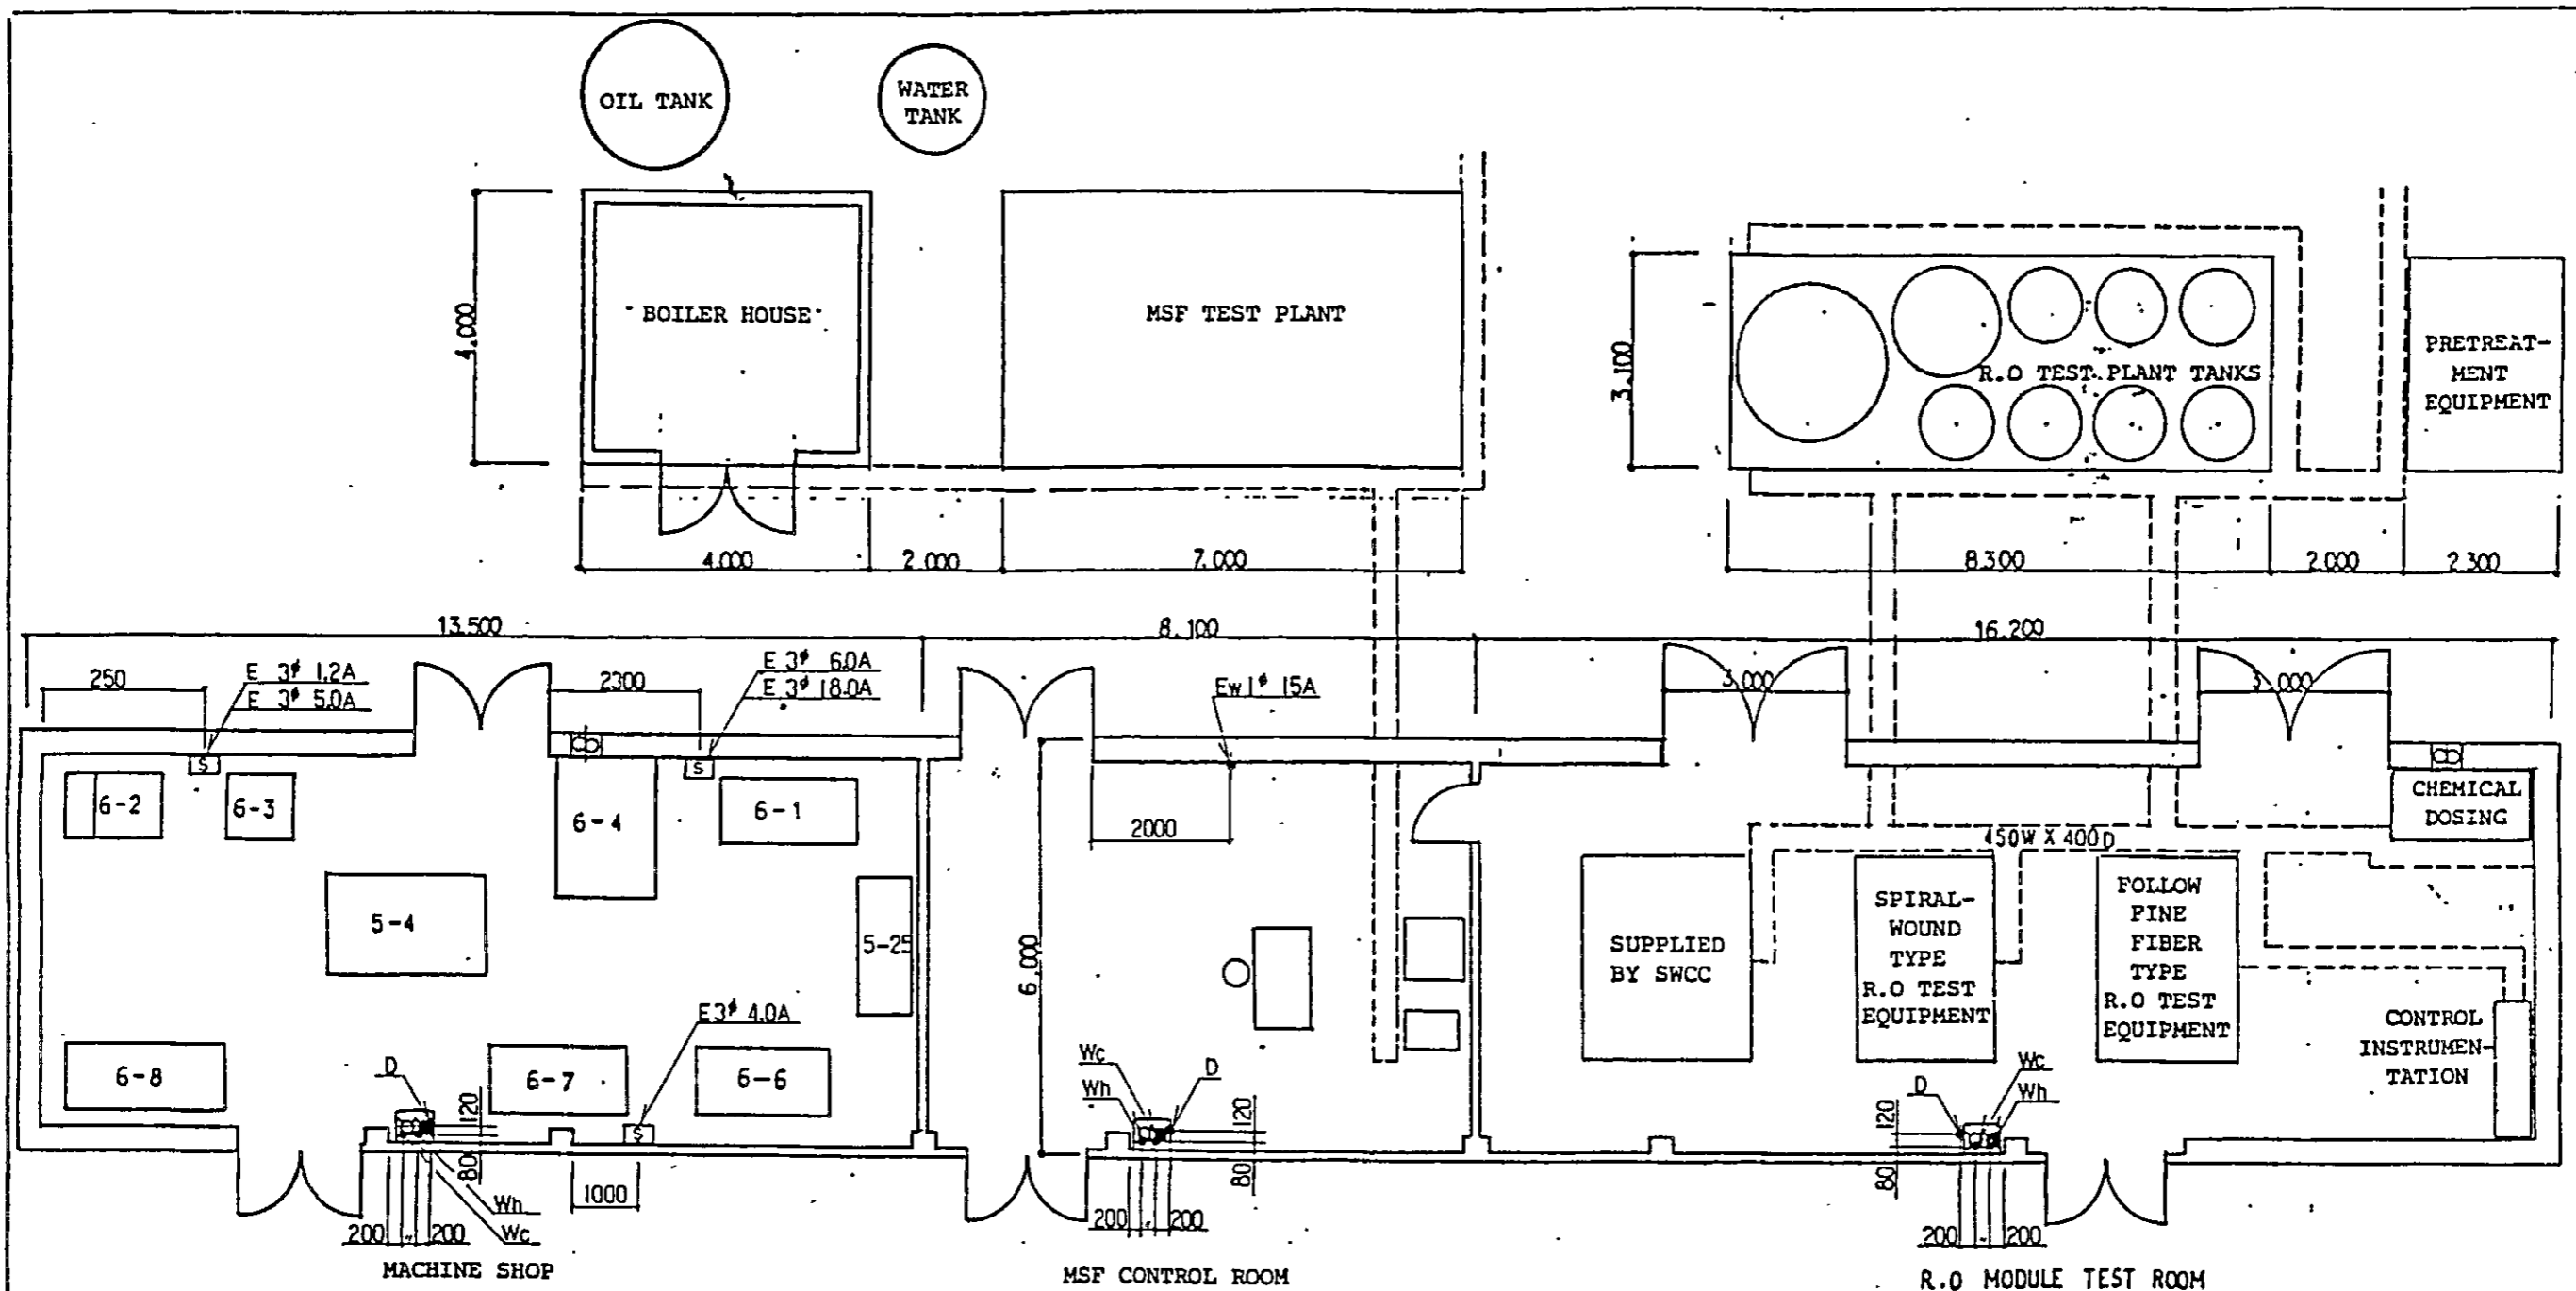 OIL TANK
WATER
TANK
4.000
BOILER HOUSE
MSF TEST PLANT
3.100
R.O TEST PLANT TANKS
PRETREAT-
MENT
EQUIPMENT
4.000
2.000
7.000
8.300
2.000
2.300
13.500
8.100
16.200
250
E 3φ 1.2A
E 3φ 5.0A
2300
E 3φ 6.0A
E 3φ 18.0A
Ew 1φ 15A
3.000
3.000
S
S
6-2
6-3
6-4
6-1
2000
CHEMICAL
DOSING
450W X 400D
5-4
5-25
6.000
SUPPLIED
BY SWCC
SPIRAL-
WOUND
TYPE
R.O TEST
EQUIPMENT
FOLLOW
PINE
FIBER
TYPE
R.O TEST
EQUIPMENT
CONTROL
INSTRUMEN-
TATION
E3φ 4.0A
6-8
D
6-7
6-6
120
80
S
Wc
Wh
D
120
80
D
Wc
Wh
120
80
1000
Wh
Wc
200
200
200
200
200
200
MACHINE SHOP
MSF CONTROL ROOM
R.O MODULE TEST ROOM